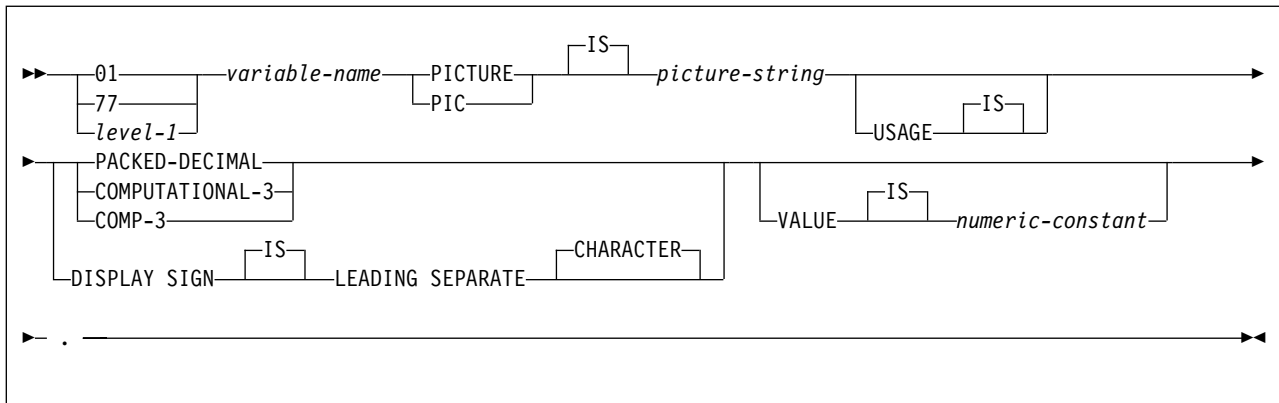 IS
01 variable-name PICTURE picture-string
77 PIC IS
level-1 USAGE
PACKED-DECIMAL
COMPUTATIONAL-3 IS
COMP-3 VALUE numeric-constant
IS CHARACTER
DISPLAY SIGN LEADING SEPARATE
.